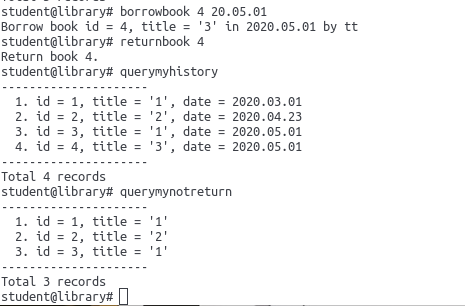 student@library# borrowbook 4 20.05.01
Borrow book id = 4, title = '3' in 2020.05.01 by tt
student@library# returnbook 4
Return book 4.
student@library# querymyhistory
---------------------
  1. id = 1, title = '1', date = 2020.03.01
  2. id = 2, title = '2', date = 2020.04.23
  3. id = 3, title = '1', date = 2020.05.01
  4. id = 4, title = '3', date = 2020.05.01
---------------------
Total 4 records
student@library# querymynotreturn
---------------------
  1. id = 1, title = '1'
  2. id = 2, title = '2'
  3. id = 3, title = '1'
---------------------
Total 3 records
student@library#